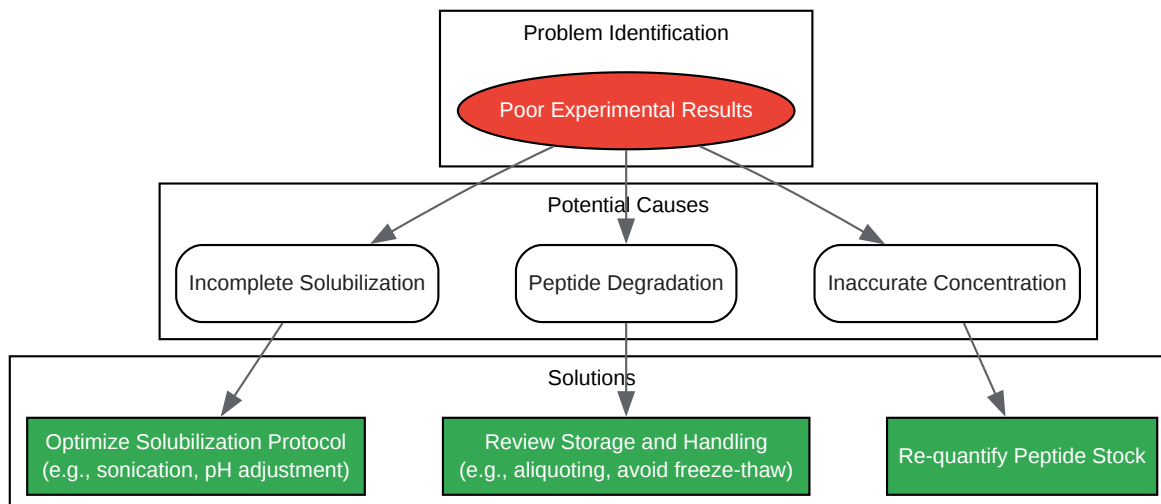 Problem Identification
Poor Experimental Results
Potential Causes
Incomplete Solubilization
Peptide Degradation
Inaccurate Concentration
Solutions
Optimize Solubilization Protocol
(e.g., sonication, pH adjustment)
Review Storage and Handling
(e.g., aliquoting, avoid freeze-thaw)
Re-quantify Peptide Stock